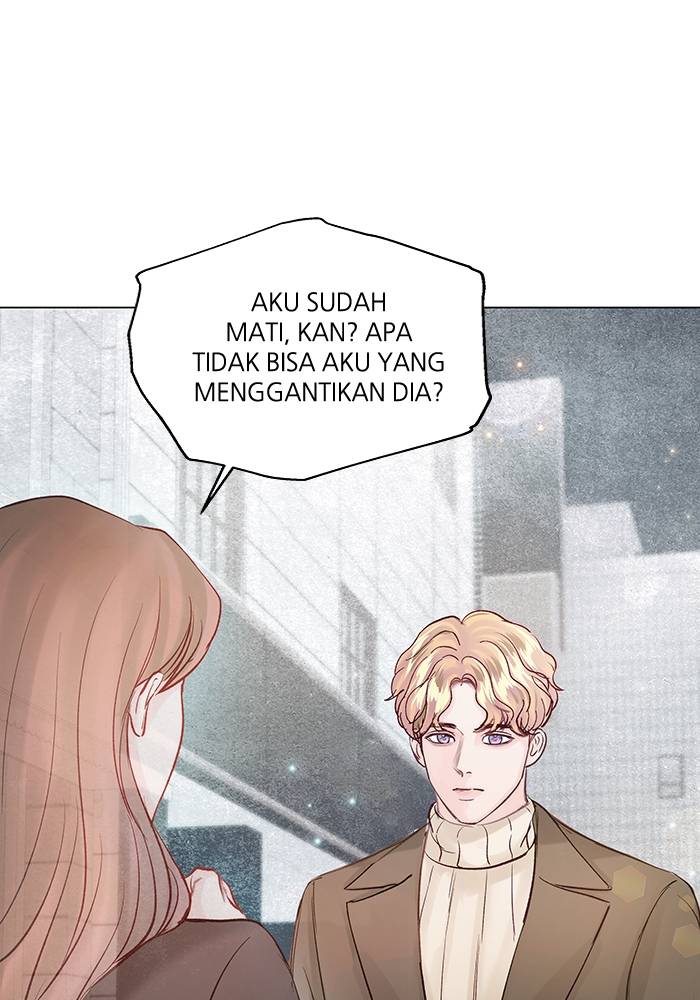 AKU SUDAH
MATI, KAN? APA
TIDAK BISA AKU YANG
MENGGANTIKAN DIA?